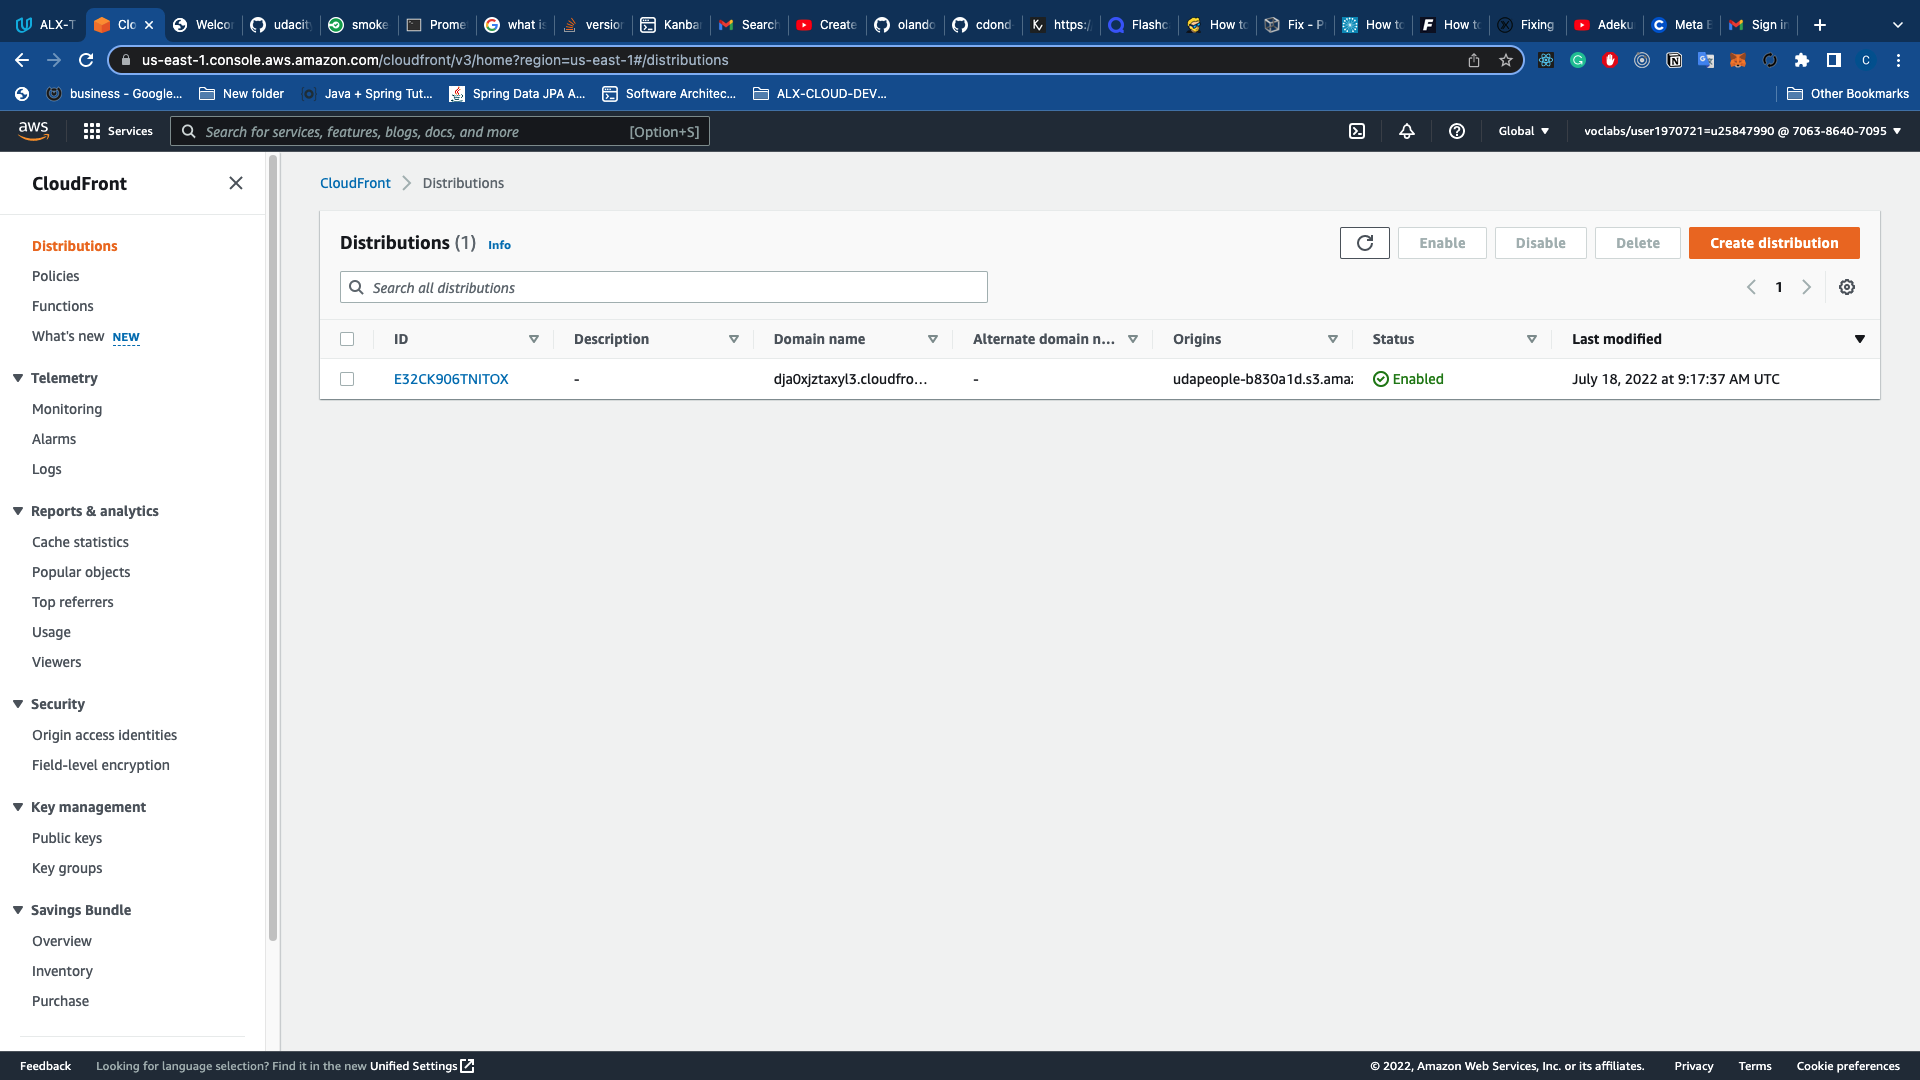 ALX-T
Clo
Welco
udacit
smoke
Prome
what is
version
Kanba
Search
Create
olando
cdond
https:/
Flashc
How to
Fix - P
How to
How to
Fixing
Adeku
Meta B
Sign in
us-east-1.console.aws.amazon.com/cloudfront/v3/home?region=us-east-1#/distributions
business - Google...
New folder
Java + Spring Tut...
Spring Data JPA A...
Software Architec...
ALX-CLOUD-DEV...
Other Bookmarks
aws
Services
Search for services, features, blogs, docs, and more
[Option+S]
Global
voclabs/user1970721=u25847990 @ 7063-8640-7095
CloudFront
Distributions
Policies
Functions
What's new NEW
Telemetry
Monitoring
Alarms
Logs
Reports & analytics
Cache statistics
Popular objects
Top referrers
Usage
Viewers
Security
Origin access identities
Field-level encryption
Key management
Public keys
Key groups
Savings Bundle
Overview
Inventory
Purchase
CloudFront
Distributions
Distributions (1) Info
Enable
Disable
Delete
Create distribution
Search all distributions
1
ID
Description
Domain name
Alternate domain n...
Origins
Status
Last modified
E32CK906TNITOX
-
dja0xjztaxyl3.cloudfro...
-
udapeople-b830a1d.s3.amaz
Enabled
July 18, 2022 at 9:17:37 AM UTC
Feedback
Looking for language selection? Find it in the new Unified Settings
© 2022, Amazon Web Services, Inc. or its affiliates.
Privacy
Terms
Cookie preferences